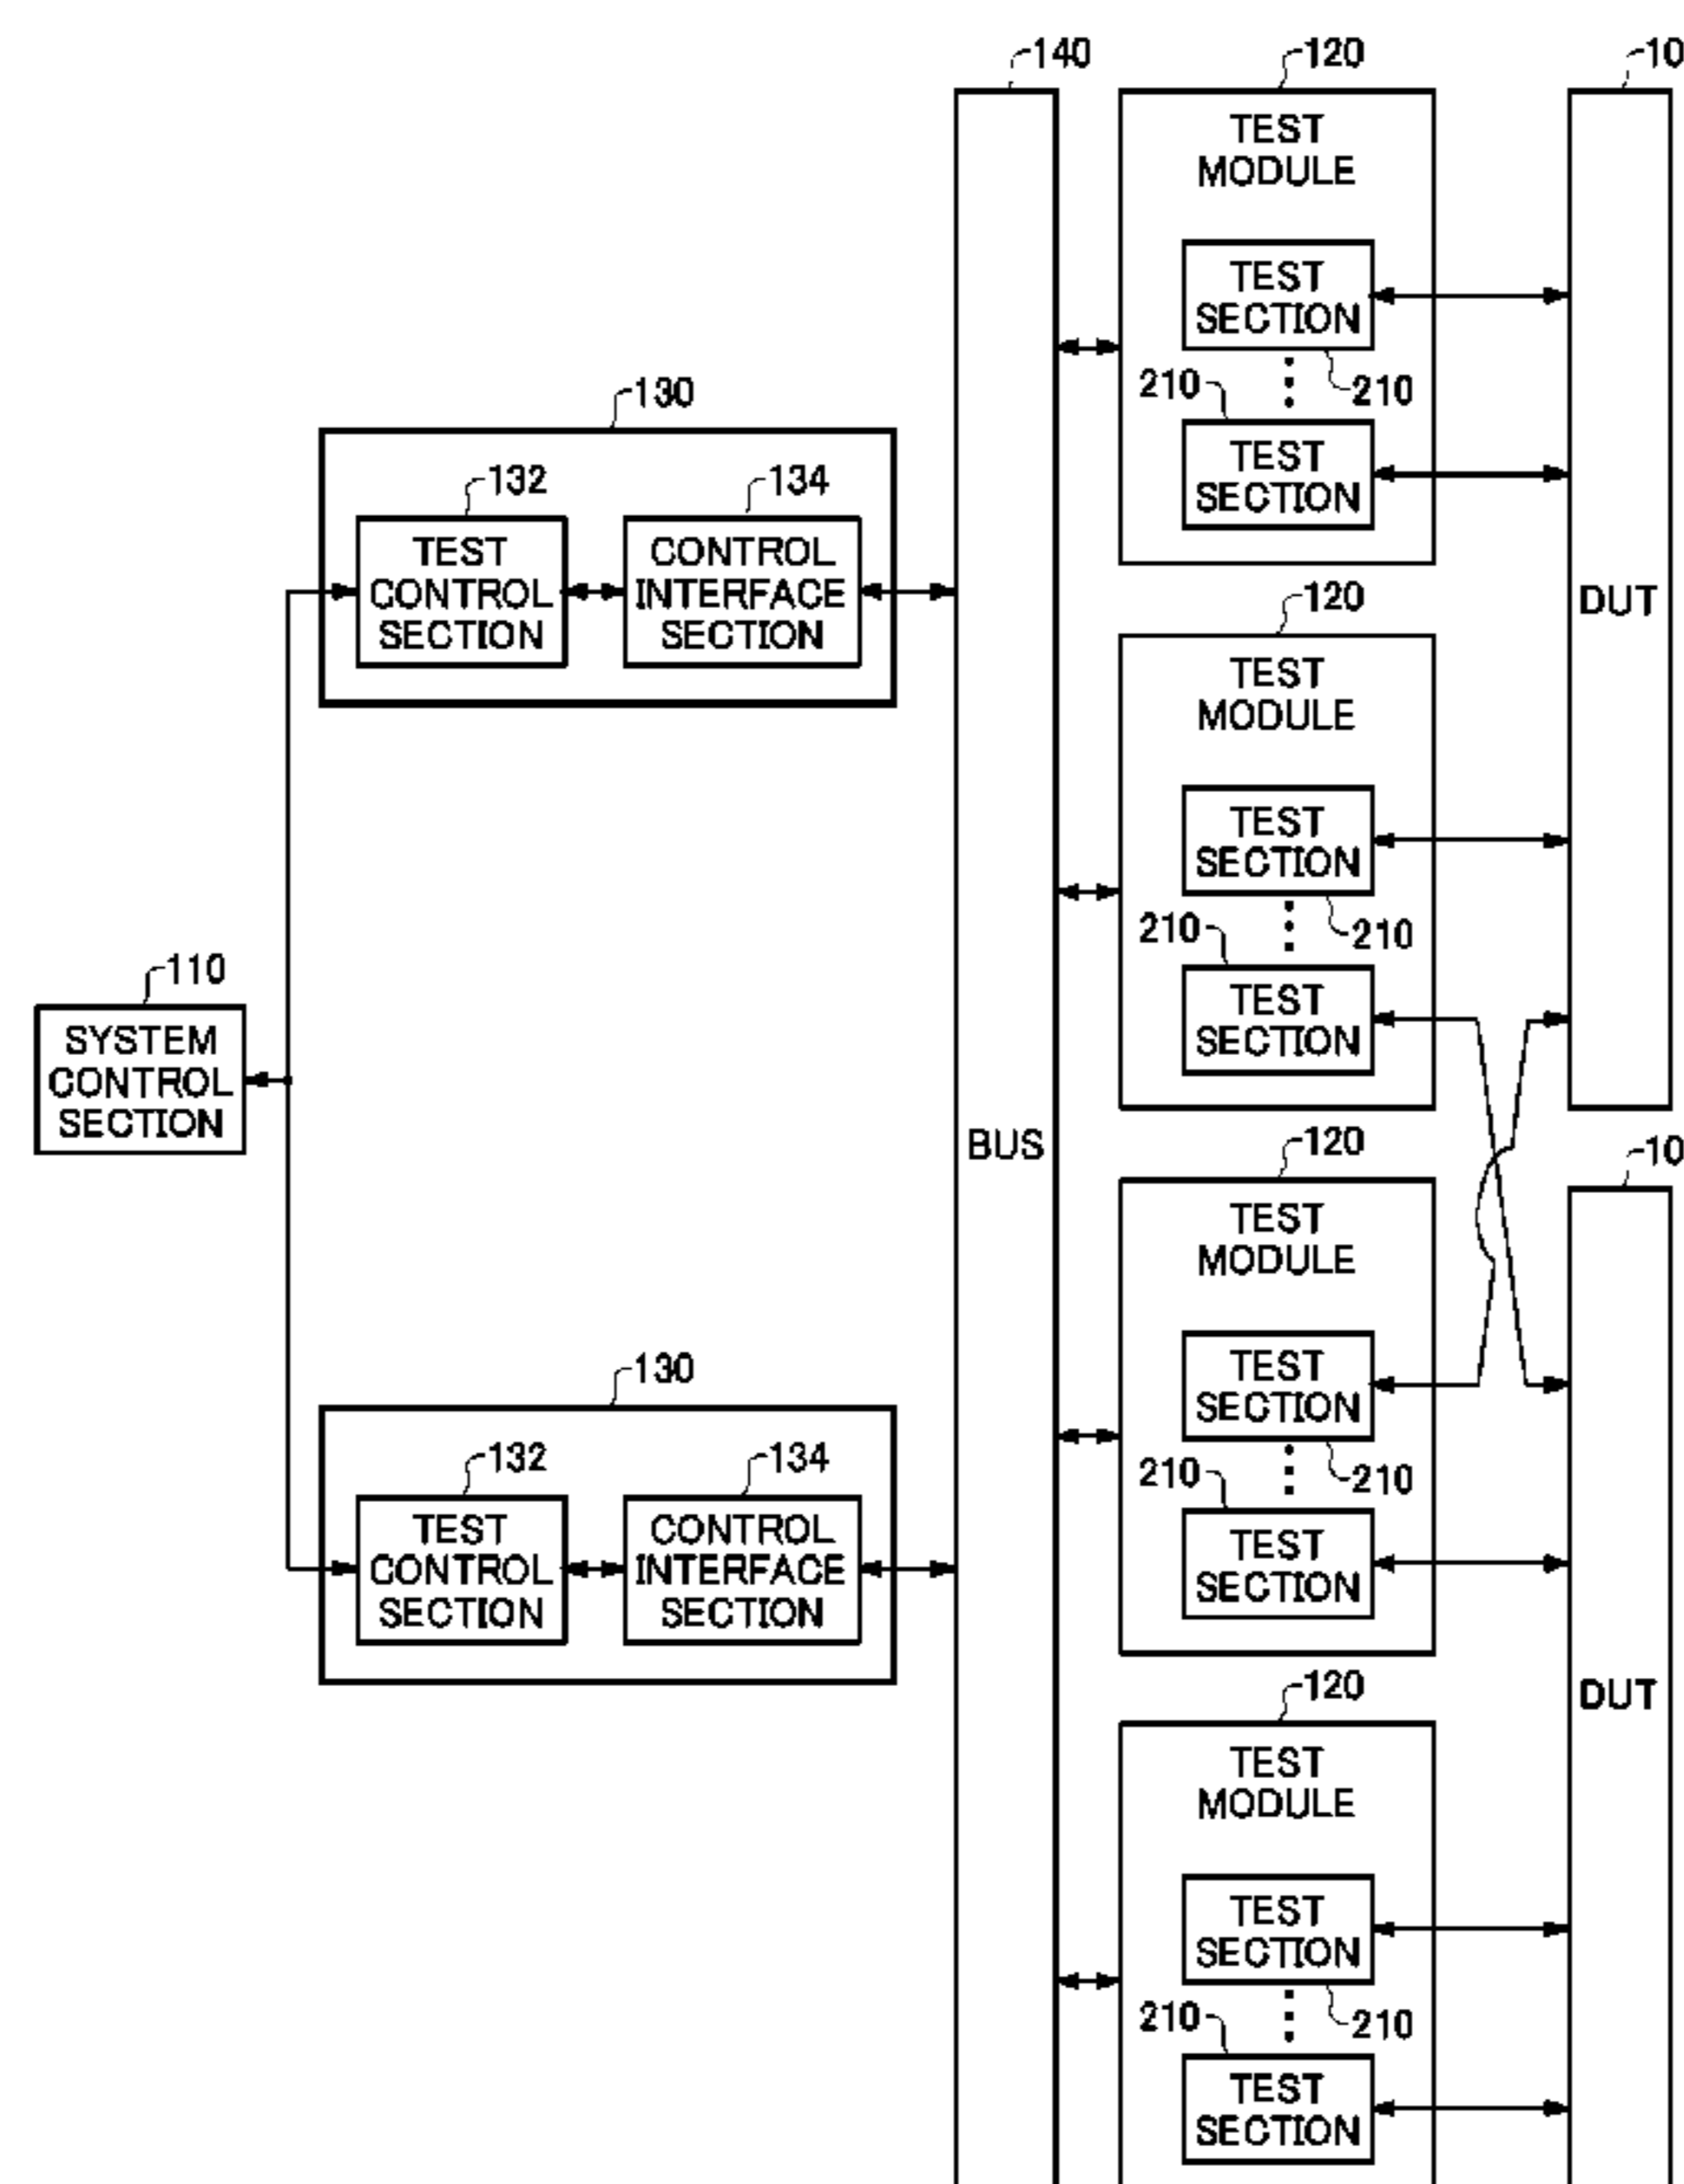 140
120
10
TEST
MODULE
TEST
SECTION
210
210
TEST
SECTION
130
132
134
TEST
CONTROL
SECTION
CONTROL
INTERFACE
SECTION
DUT
120
TEST
MODULE
TEST
SECTION
210
210
TEST
SECTION
110
SYSTEM
CONTROL
SECTION
BUS
120
10
TEST
MODULE
TEST
SECTION
210
210
TEST
SECTION
130
132
134
TEST
CONTROL
SECTION
CONTROL
INTERFACE
SECTION
DUT
120
TEST
MODULE
TEST
SECTION
210
210
TEST
SECTION